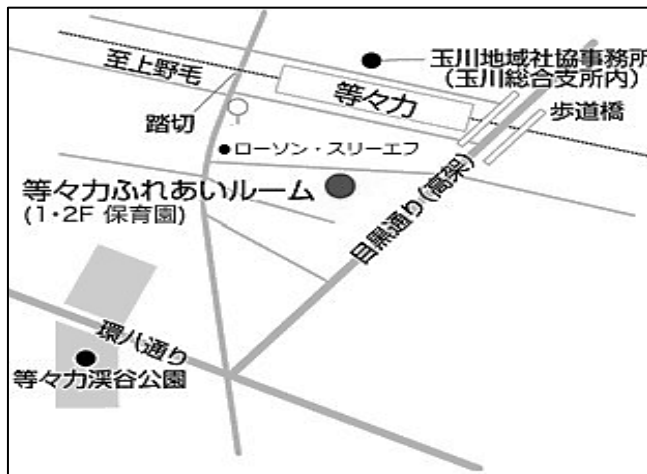 玉川地域社協事務所
(玉川総合支所内)
至上野毛
等々力
歩道橋
踏切
ローソン・スリーエフ
等々力ふれあいルーム
(1・2F 保育園)
目黒通り(高架)
環八通り
等々力渓谷公園